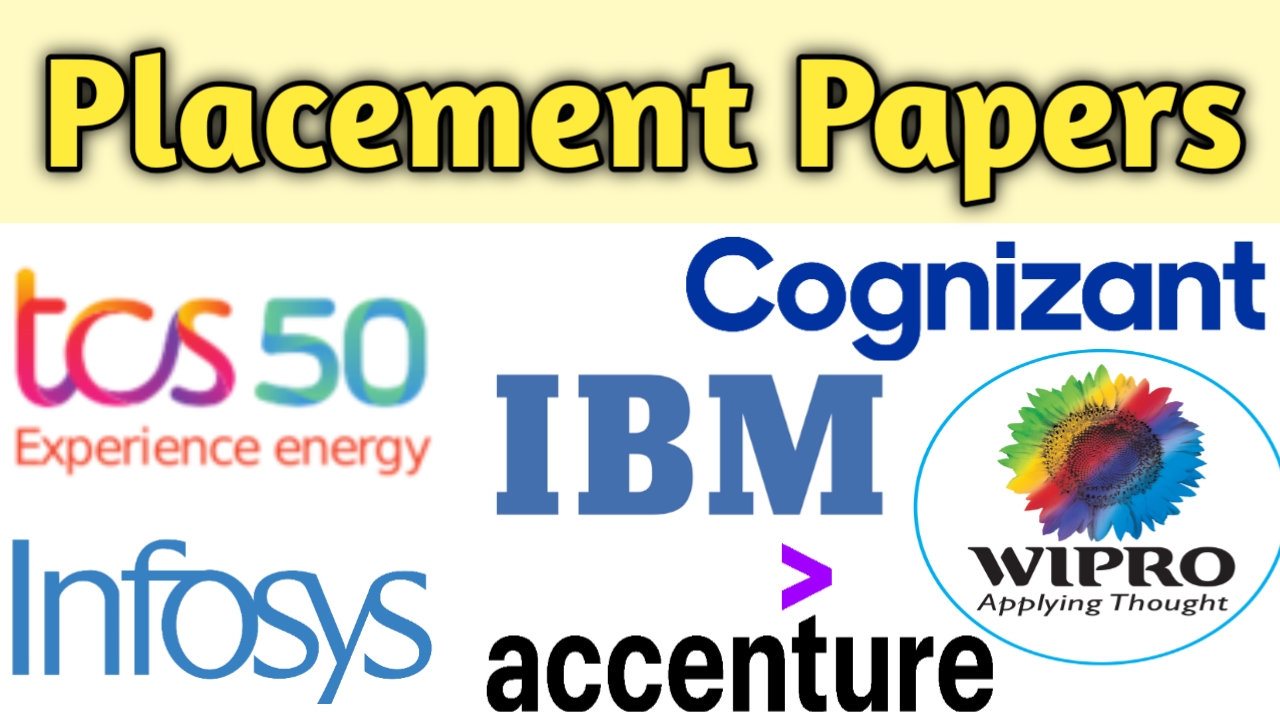 Placement Papers
tcs 50
Experience energy
Cognizant
IBM
WIPRO
Applying Thought
Infosys
>
accenture